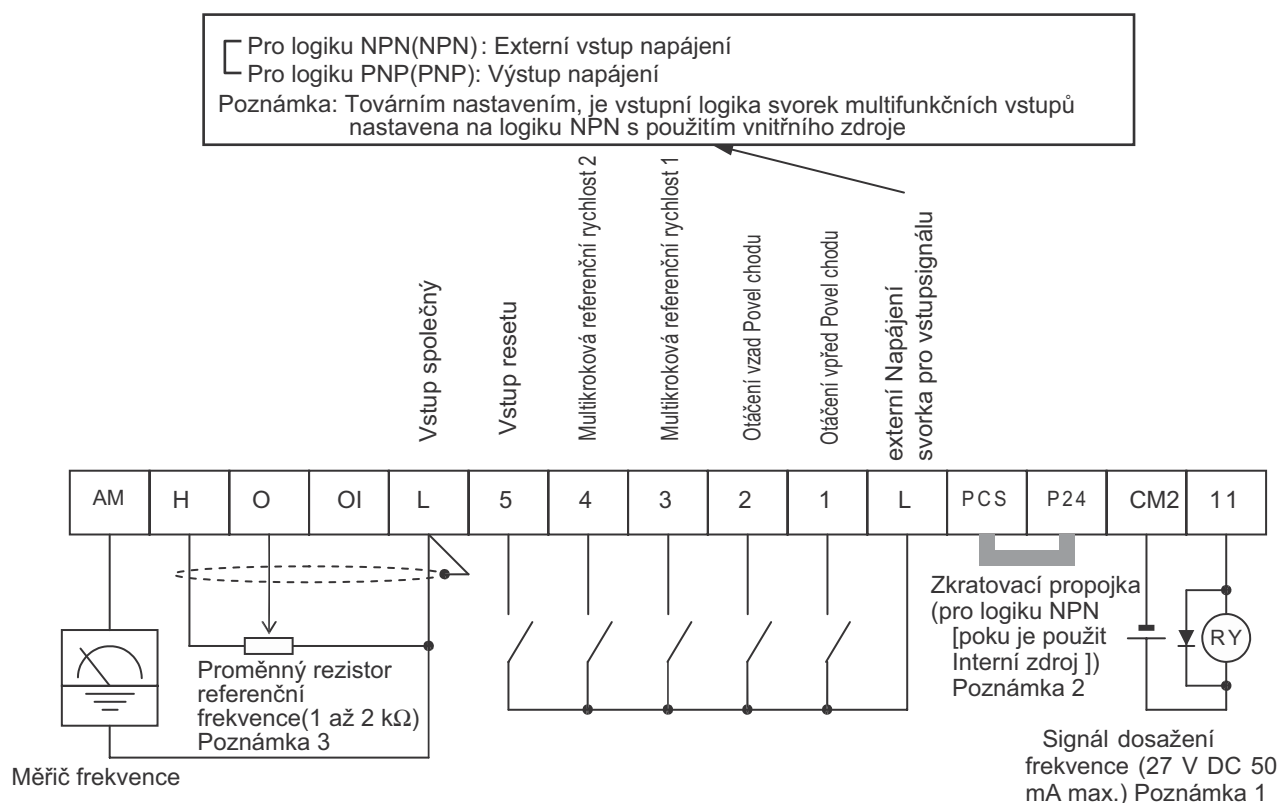 Pro logiku NPN(NPN): Externí vstup napájení
Pro logiku PNP(PNP): Výstup napájení
Poznámka: Továrním nastavením, je vstupní logika svorek multifunkčních vstupů
nastavena na logiku NPN s použitím vnitřního zdroje
Vstup společný
Vstup resetu
Multikroková referenční rychlost 2
Multikroková referenční rychlost 1
Otáčení vzad Povel chodu
Otáčení vpřed Povel chodu
externí Napájení
svorka pro vstupsignálu
AM H O OI L 5 4 3 2 1 L PCS P24 CM2 11
Zkratovací propojka
(pro logiku NPN
[poku je použit
Interní zdroj ])
Poznámka 2
RY
Proměnný rezistor
referenční
frekvence(1 až 2 kΩ)
Poznámka 3
Měřič frekvence
Signál dosažení
frekvence (27 V DC 50
mA max.) Poznámka 1